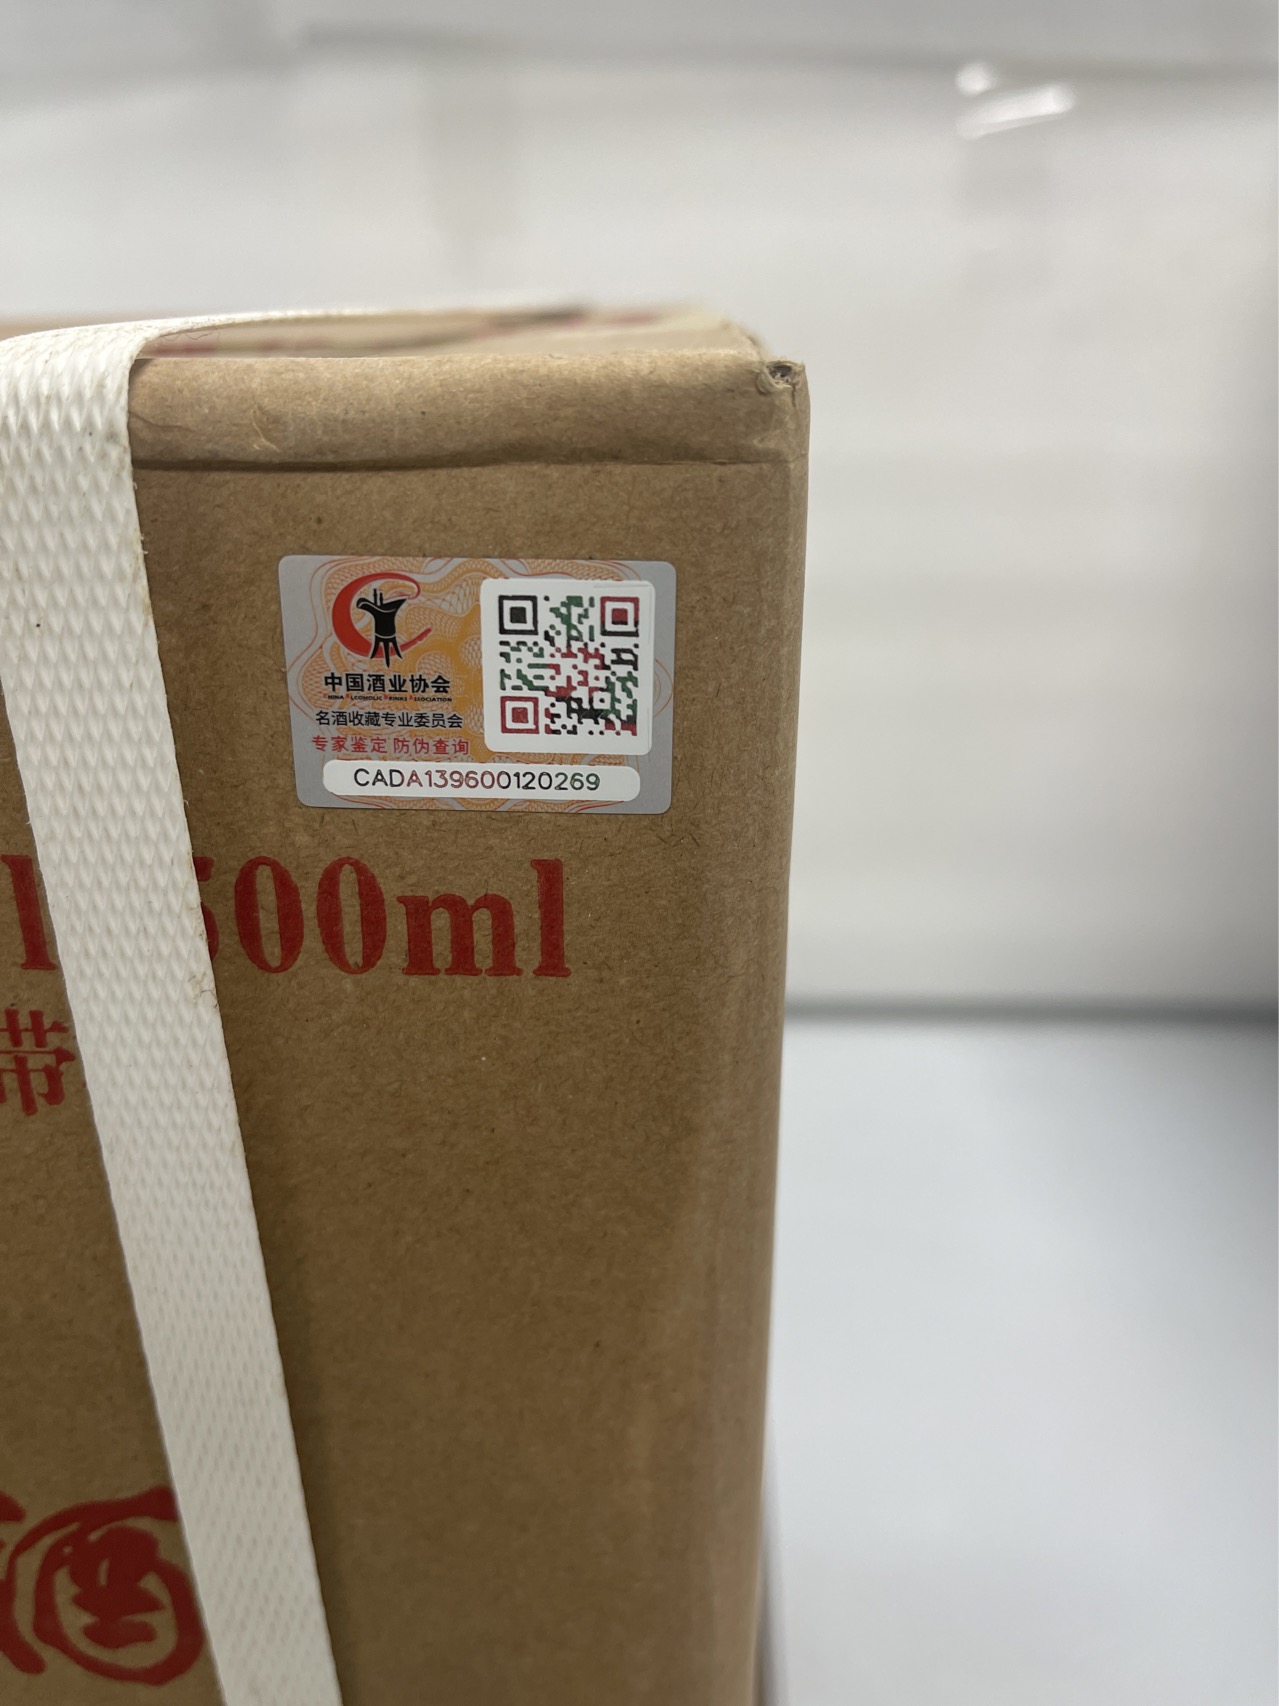 中国酒业协会
CHINA ALCOHOLIC DRINKS ASSOCIATION
名酒收藏专业委员会
专家鉴定 防伪查询
CADA139600120269
500ml
带
酒